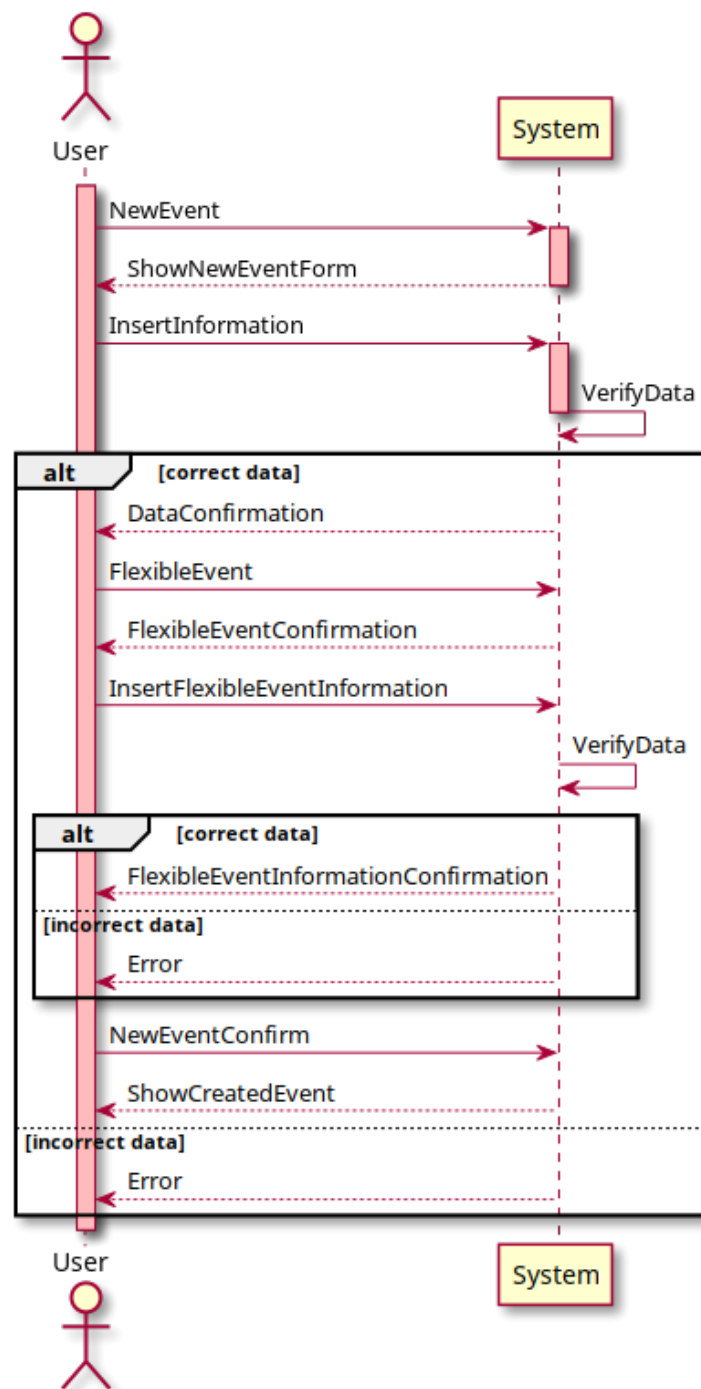 User
System
NewEvent
ShowNewEventForm
InsertInformation
VerifyData
alt [correct data]
DataConfirmation
FlexibleEvent
FlexibleEventConfirmation
InsertFlexibleEventInformation
VerifyData
alt [correct data]
FlexibleEventInformationConfirmation
[incorrect data]
Error
NewEventConfirm
ShowCreatedEvent
[incorrect data]
Error
User
System